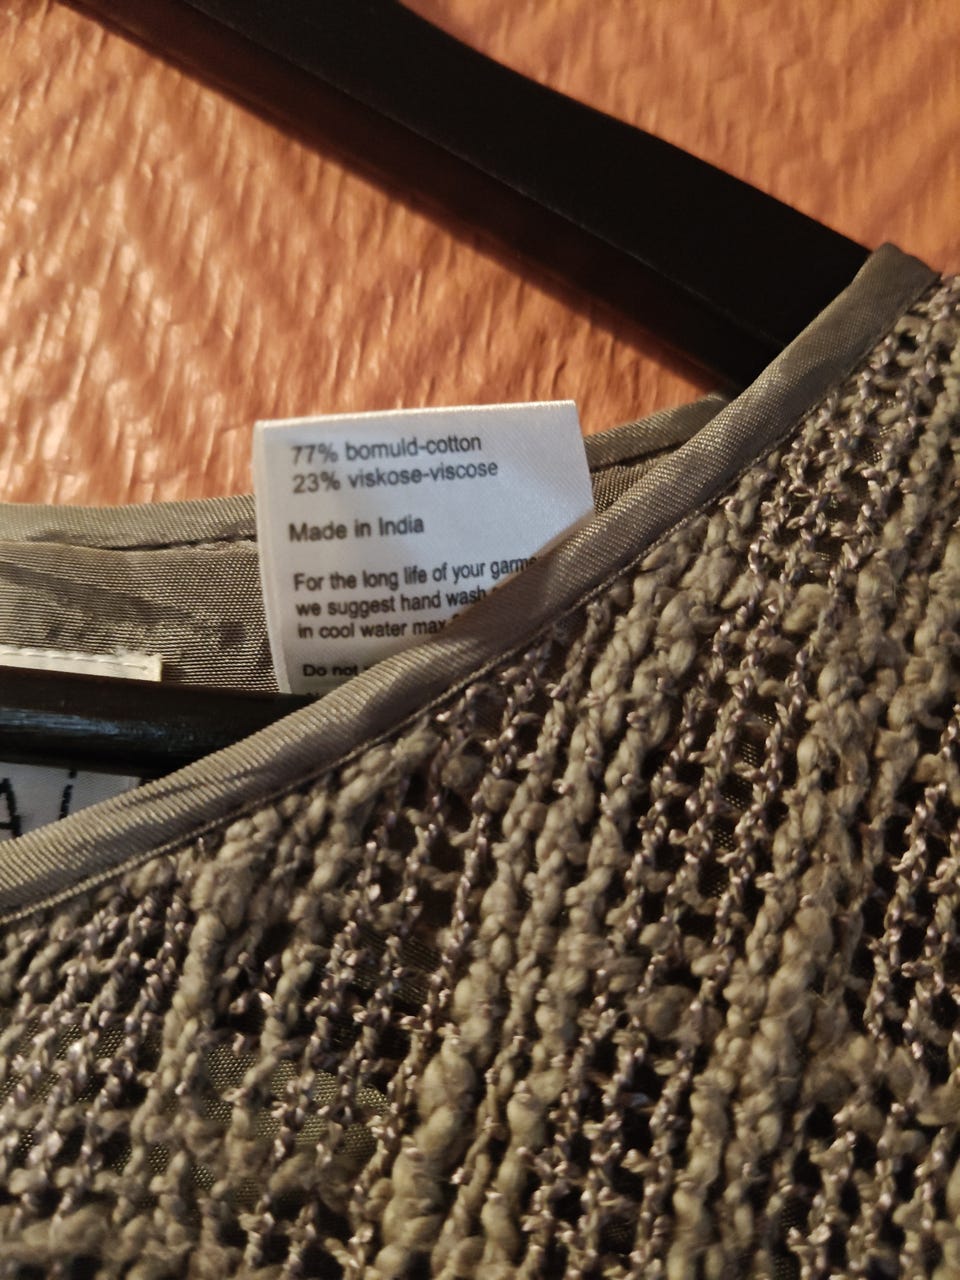 77% bomuld-cotton
23% viskose-viscose
Made in India
For the long life of your garme
we suggest hand wash
in cool water max
Do not